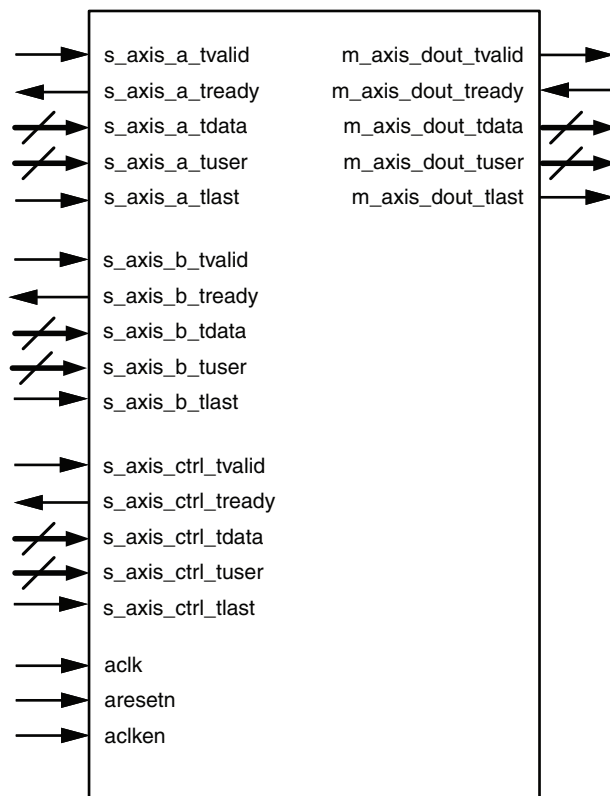 s_axis_a_tvalid
s_axis_a_tready
s_axis_a_tdata
s_axis_a_tuser
s_axis_a_tlast
s_axis_b_tvalid
s_axis_b_tready
s_axis_b_tdata
s_axis_b_tuser
s_axis_b_tlast
s_axis_ctrl_tvalid
s_axis_ctrl_tready
s_axis_ctrl_tdata
s_axis_ctrl_tuser
s_axis_ctrl_tlast
aclk
aresetn
aclken
m_axis_dout_tvalid
m_axis_dout_tready
m_axis_dout_tdata
m_axis_dout_tuser
m_axis_dout_tlast